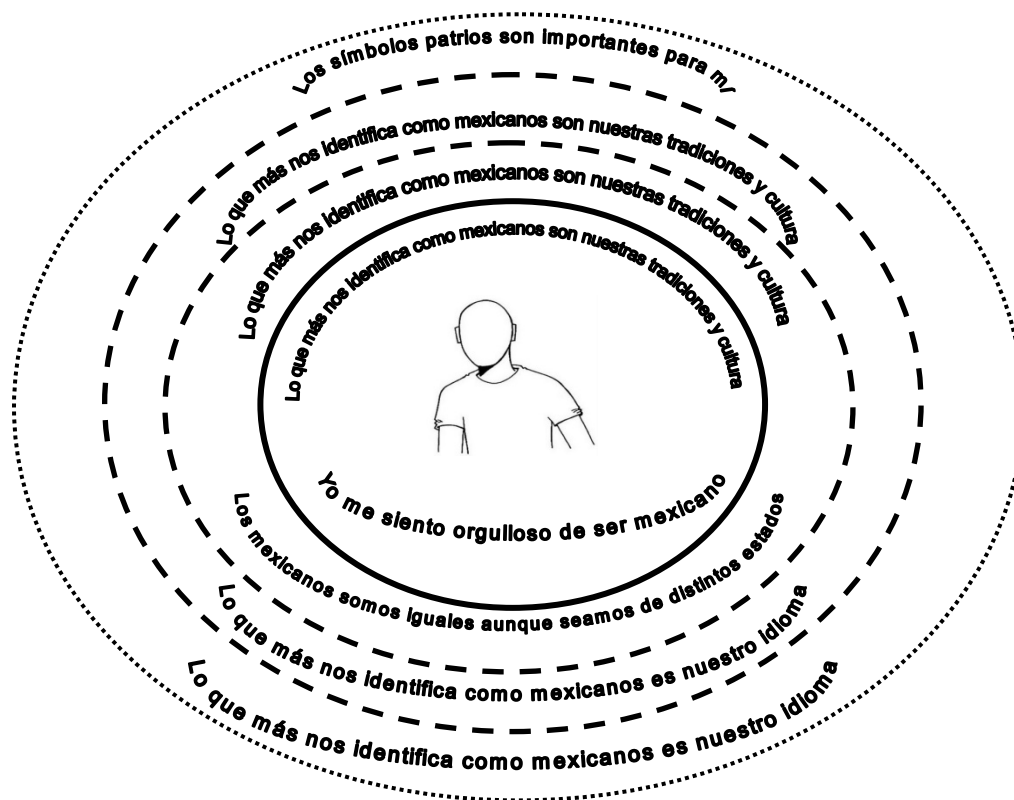 Los símbolos patrios son importantes para mí
Lo que más nos identifica como mexicanos son nuestras tradiciones y cultura
Lo que más nos identifica como mexicanos son nuestras tradiciones y cultura
Lo que más nos identifica como mexicanos son nuestras tradiciones y cultura
Yo me siento orgulloso de ser mexicano
Los mexicanos somos iguales aunque seamos de distintos estados
Lo que más nos identifica como mexicanos es nuestro idioma
Lo que más nos identifica como mexicanos es nuestro idioma